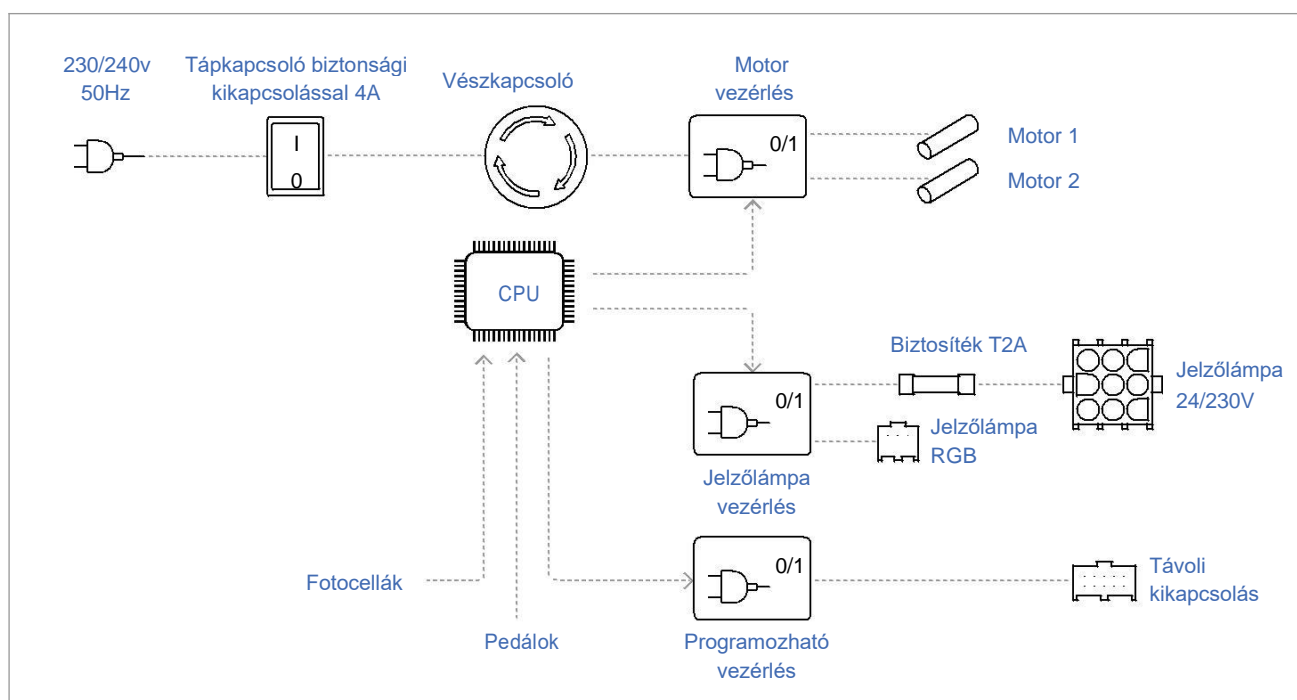 230/240v
50Hz
Tápkapcsoló biztonsági
kikapcsolással 4A
Vészkapcsoló
Motor
vezérlés
I
0
0/1
Motor 1
Motor 2
CPU
Biztosíték T2A
Jelzőlámpa
24/230V
0/1
Jelzőlámpa
RGB
Jelzőlámpa
vezérlés
0/1
Fotocellák
Távoli
kikapcsolás
Pedálok
Programozható
vezérlés